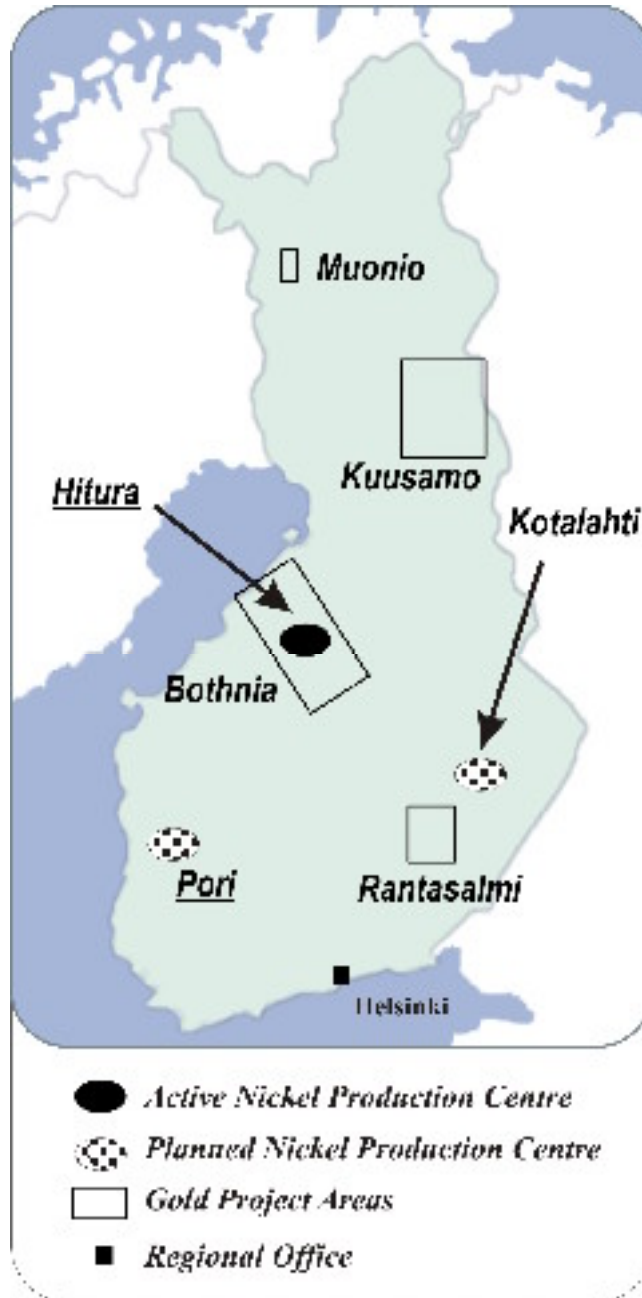 Muonio
Kuusamo
Hitura
Kotalahti
Bothnia
Pori
Rantasalmi
Helsinki
Active Nickel Production Centre
Planned Nickel Production Centre
Gold Project Areas
Regional Office